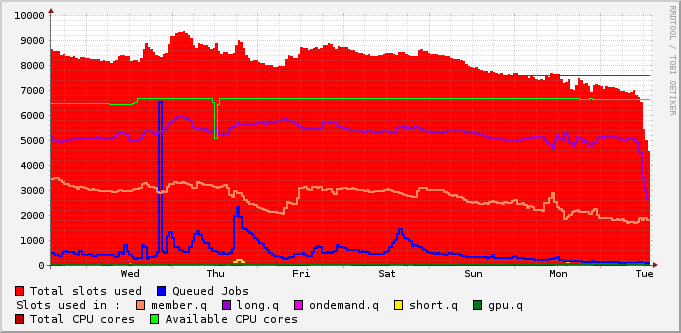 10000
9000
8000
7000
6000
5000
4000
3000
2000
1000
0
Wed Thu Fri Sat Sun Mon Tue
RRDTOOL / TOBI OETIKER
Total slots used Queued Jobs
Slots used in : member.q long.q ondemand.q short.q gpu.q
Total CPU cores Available CPU cores